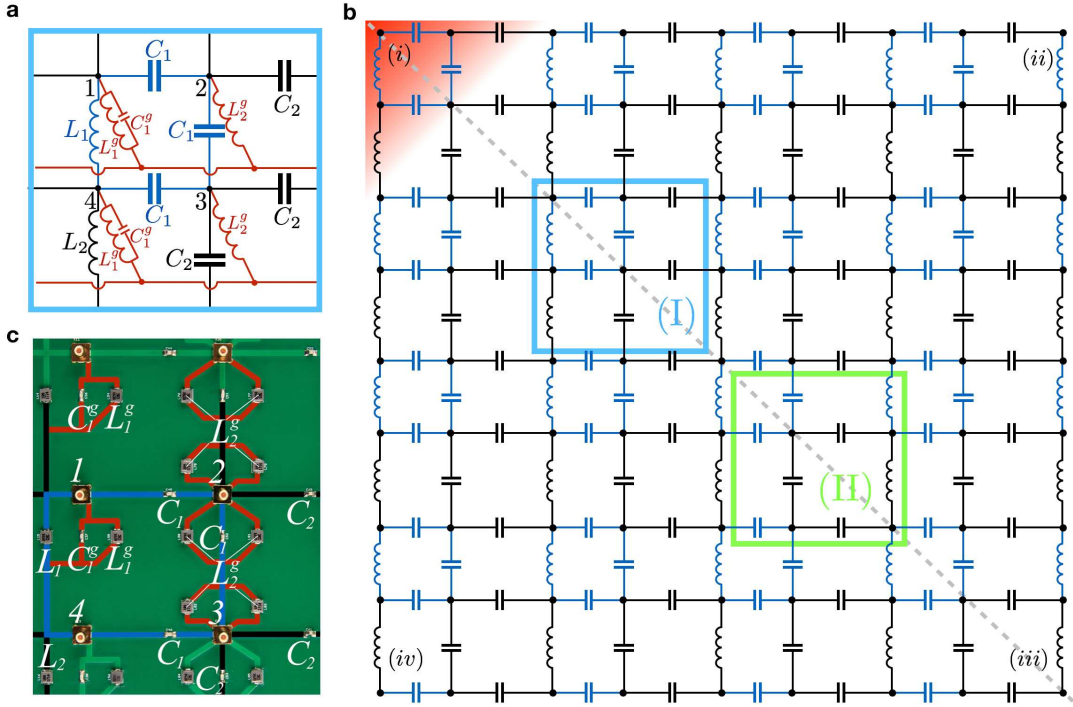 a
C₁
1
2
C₁ᵍ
L₂ᵍ
C₂
L₁
L₁ᵍ
C₁
4
C₁
3
C₂
C₁ᵍ
L₂ᵍ
L₂
L₁ᵍ
C₂
b
(i)
(ii)
(I)
(II)
(iv)
(iii)
c
C₁ᵍ
L₁ᵍ
L₂ᵍ
1
2
C₁
C₂
L₁
C₁ᵍ
L₁ᵍ
C₁
L₂ᵍ
4
3
L₂
C₁
C₂
C₂